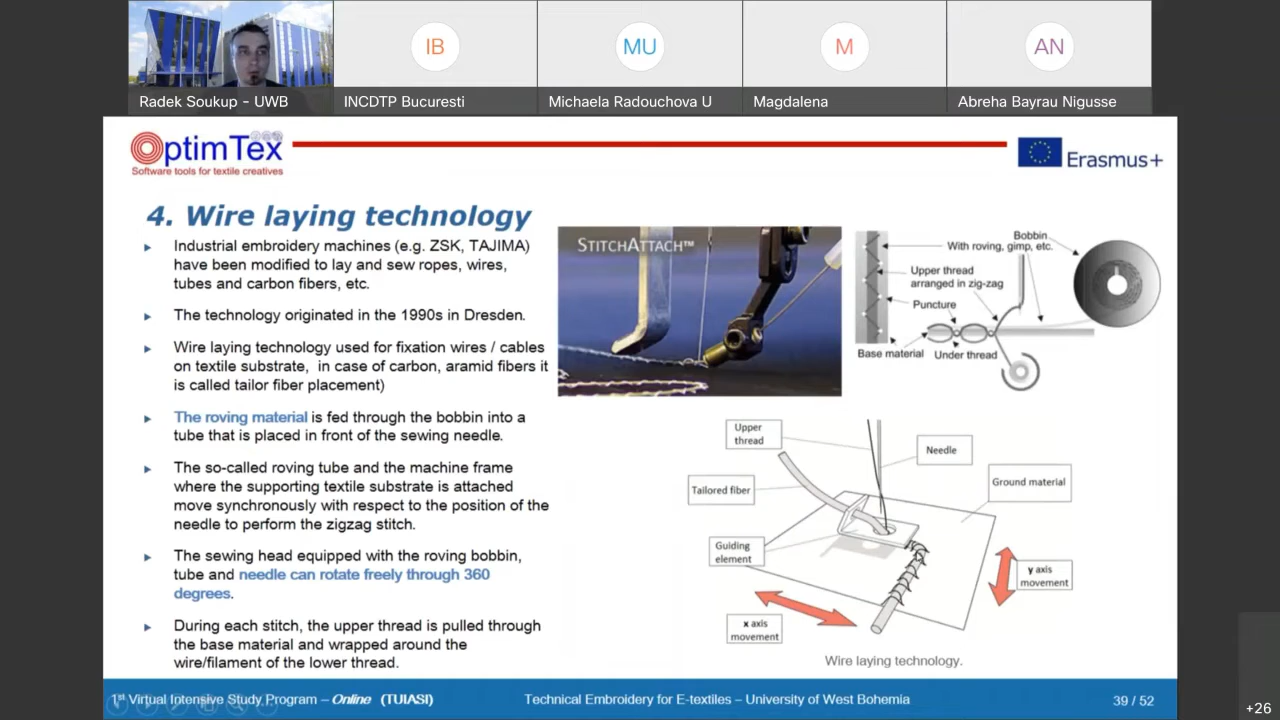 IB
MU
M
AN
Radek Soukup - UWB
INCDTP Bucuresti
Michaela Radouchova U
Magdalena
Abreha Bayrau Nigusse
OptimTex
Software tools for textile creatives
Erasmus+
4. Wire laying technology
Industrial embroidery machines (e.g. ZSK, TAJIMA)
have been modified to lay and sew ropes, wires,
tubes and carbon fibers, etc.
The technology originated in the 1990s in Dresden.
Wire laying technology used for fixation wires / cables
on textile substrate, in case of carbon, aramid fibers it
is called tailor fiber placement)
The roving material is fed through the bobbin into a
tube that is placed in front of the sewing needle.
The so-called roving tube and the machine frame
where the supporting textile substrate is attached
move synchronously with respect to the position of the
needle to perform the zigzag stitch.
The sewing head equipped with the roving bobbin,
tube and needle can rotate freely through 360
degrees.
During each stitch, the upper thread is pulled through
the base material and wrapped around the
wire/filament of the lower thread.
STITCHATTACH™
Bobbin
With roving, gimp, etc.
Upper thread
arranged in zig-zag
Puncture
Base material
Under thread
Upper
thread
Needle
Tailored fiber
Ground material
Guiding
element
y axis
movement
x axis
movement
Wire laying technology.
1st Virtual Intensive Study Program – Online (TUIASI)
Technical Embroidery for E-textiles – University of West Bohemia
39 / 52
+26